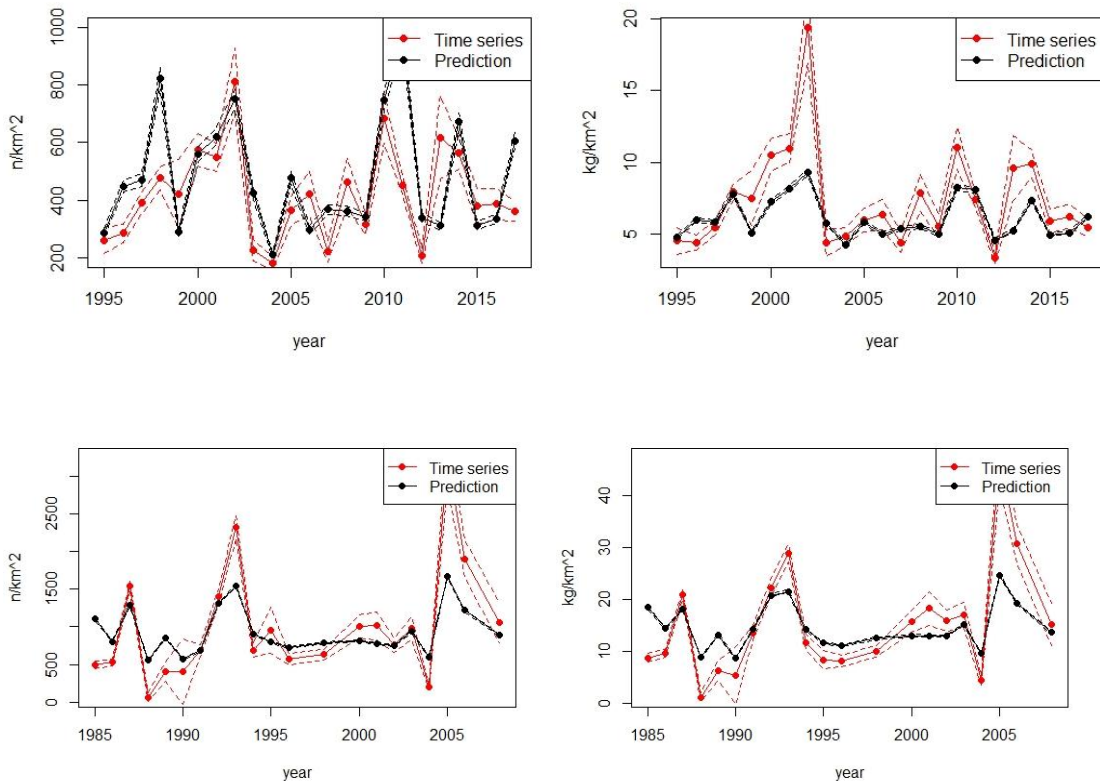 1000
800
600
400
200
n/km^2
Time series
Prediction
1995 2000 2005 2010 2015
year
20
15
10
5
kg/km^2
Time series
Prediction
1995 2000 2005 2010 2015
year
2500
1500
500
0
n/km^2
Time series
Prediction
1985 1990 1995 2000 2005
year
40
30
20
10
0
kg/km^2
Time series
Prediction
1985 1990 1995 2000 2005
year